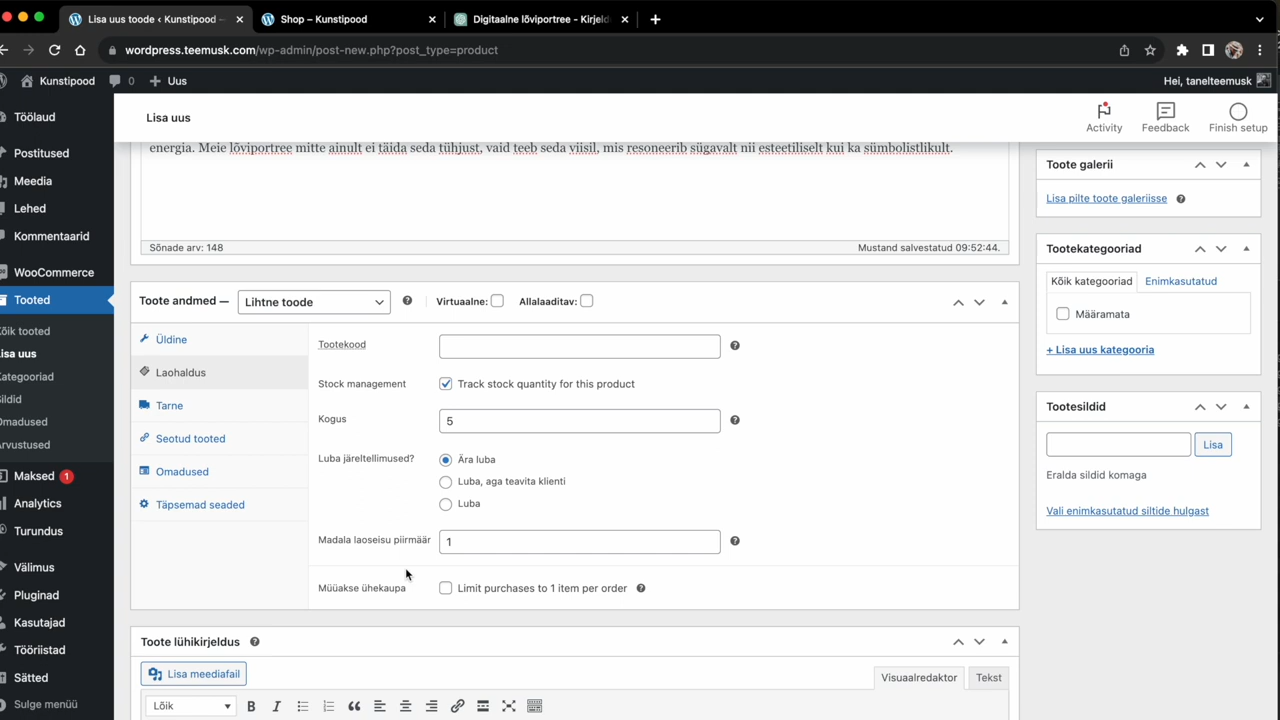 Lisa uus toode ‹ Kunstipood —
Shop – Kunstipood
Digitaalne lõviportree - Kirjeld
wordpress.teemusk.com/wp-admin/post-new.php?post_type=product
Kunstipood
0
Uus
Hei, tanelteemusk
Töölaud
Postitused
Meedia
Lehed
Kommentaarid
WooCommerce
Tooted
Kõik tooted
Lisa uus
Kategooriad
Sildid
Omadused
Arvustused
Maksed 1
Analytics
Turundus
Välimus
Pluginad
Kasutajad
Tööriistad
Sätted
Sulge menüü
Lisa uus
Activity
Feedback
Finish setup
energia. Meie lõviportree mitte ainult ei täida seda tühjust, vaid teeb seda viisil, mis resoneerib sügavalt nii esteetiliselt kui ka sümbolistlikult.
Sõnade arv: 148
Mustand salvestatud 09:52:44.
Toote andmed —
Lihtne toode
Virtuaalne:
Allalaaditav:
Üldine
Laohaldus
Tarne
Seotud tooted
Omadused
Täpsemad seaded
Tootekood
Stock management
Track stock quantity for this product
Kogus
5
Luba järeltellimused?
Ära luba
Luba, aga teavita klienti
Luba
Madala laoseisu piirmäär
1
Müüakse ühekaupa
Limit purchases to 1 item per order
Toote lühikirjeldus
Lisa meediafail
Visuaalredaktor
Tekst
Lõik
B
I
Toote galerii
Lisa pilte toote galeriisse
Tootekategooriad
Kõik kategooriad
Enimkasutatud
Määramata
+ Lisa uus kategooria
Tootesildid
Lisa
Eralda sildid komaga
Vali enimkasutatud siltide hulgast